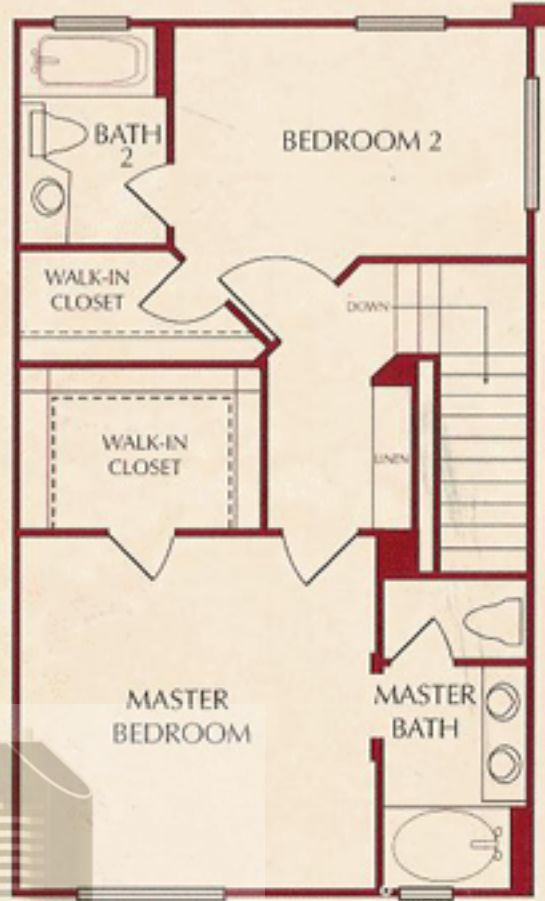 BATH
2
BEDROOM 2
WALK-IN
CLOSET
DOWN
WALK-IN
CLOSET
LINEN
MASTER
BEDROOM
MASTER
BATH